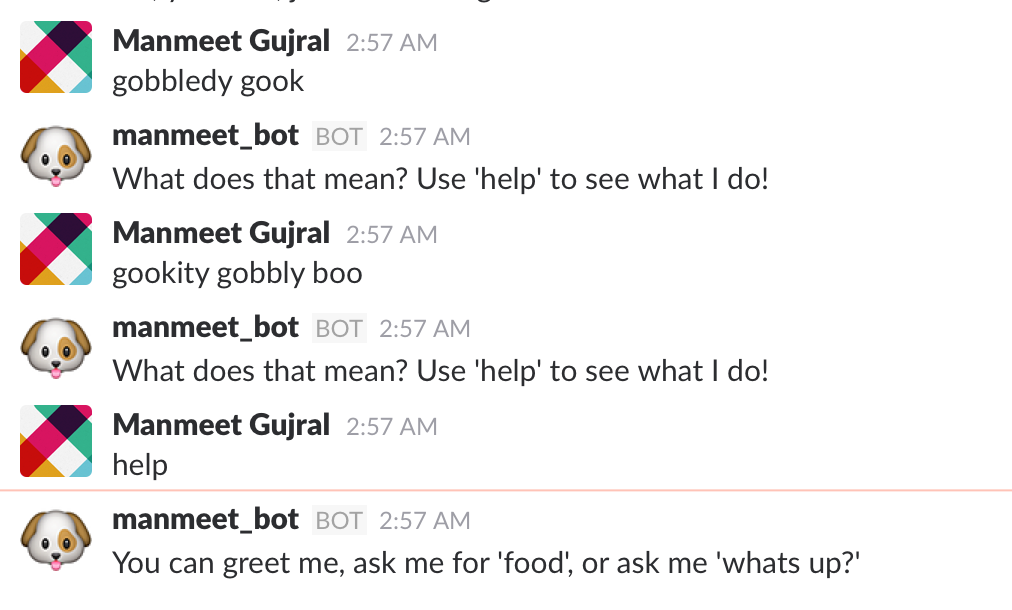 Manmeet Gujral 2:57 AM
gobbledy gook
manmeet_bot BOT 2:57 AM
What does that mean? Use 'help' to see what I do!
Manmeet Gujral 2:57 AM
gookity gobbly boo
manmeet_bot BOT 2:57 AM
What does that mean? Use 'help' to see what I do!
Manmeet Gujral 2:57 AM
help
manmeet_bot BOT 2:57 AM
You can greet me, ask me for 'food', or ask me 'whats up?'